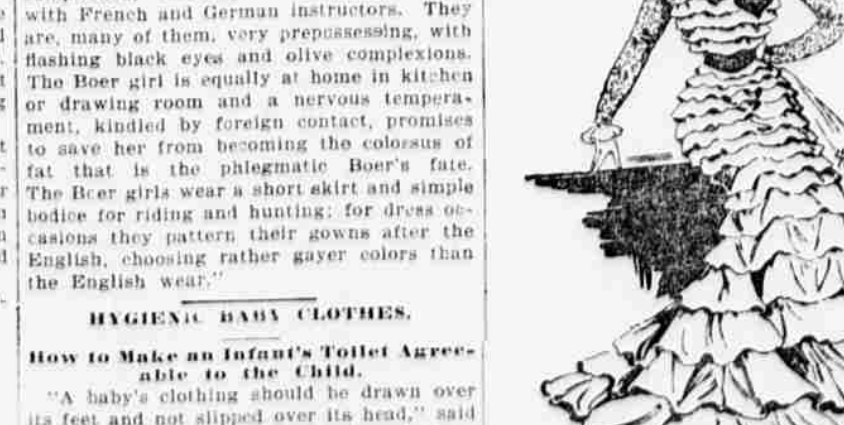 with French and German instructors. They
are, many of them, very prepossessing, with
flashing black eyes and olive complexions.
The Boer girl is equally at home in kitchen
or drawing room and a nervous tempera-
ment, kindled by foreign contact, promises
to save her from becoming the colossus of
fat that is the phlegmatic Boer's fate.
The Boer girls wear a short skirt and simple
bodice for riding and hunting; for dress oc-
casions they pattern their gowns after the
English, choosing rather gayer colors than
the English wear."
HYGIENIC BABY CLOTHES.
How to Make an Infant's Toilet Agree-
able to the Child.
"A baby's clothing should be drawn over
its feet and not slipped over its head," said